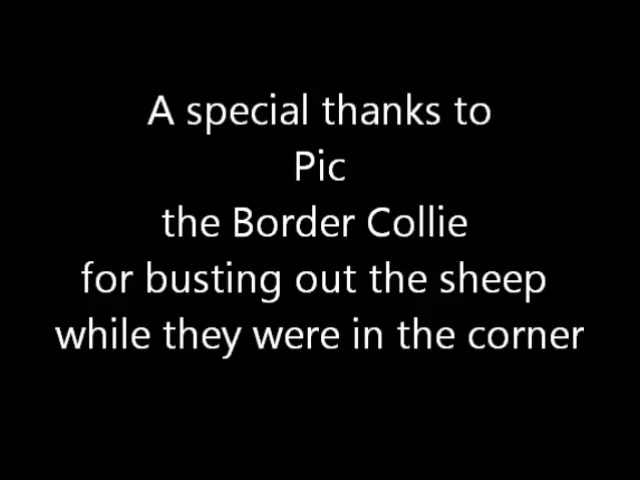 A special thanks to
Pic
the Border Collie
for busting out the sheep
while they were in the corner